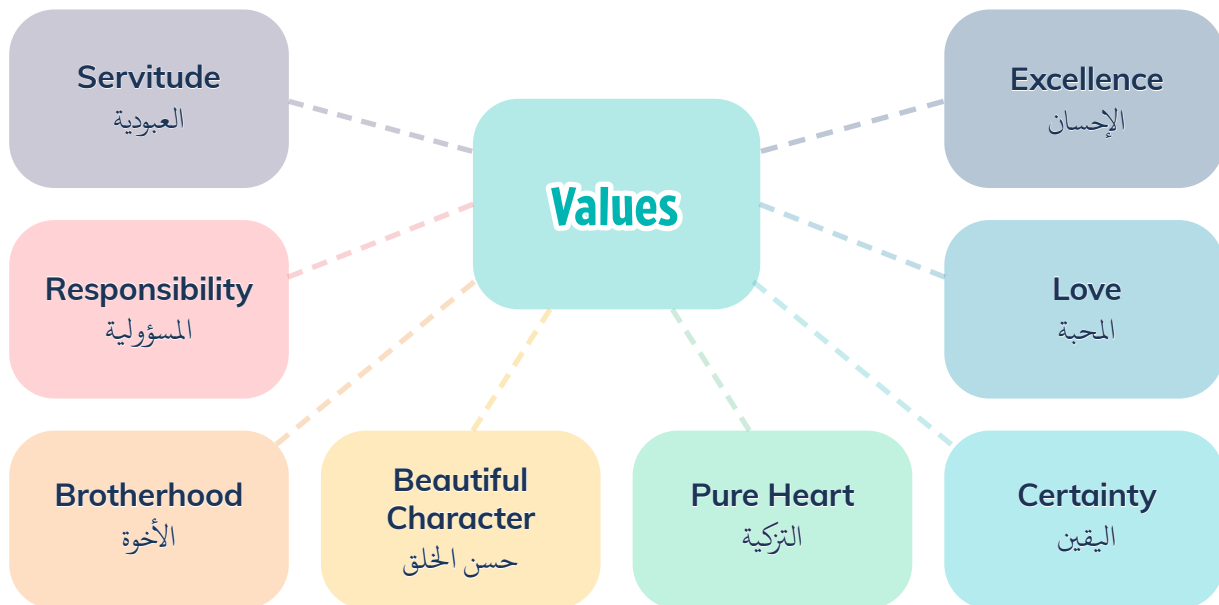 Servitude
العبودية
Excellence
الإحسان
Values
Responsibility
المسؤولية
Love
المحبة
Brotherhood
الأخوة
Beautiful
Character
حسن الخلق
Pure Heart
التزكية
Certainty
اليقين